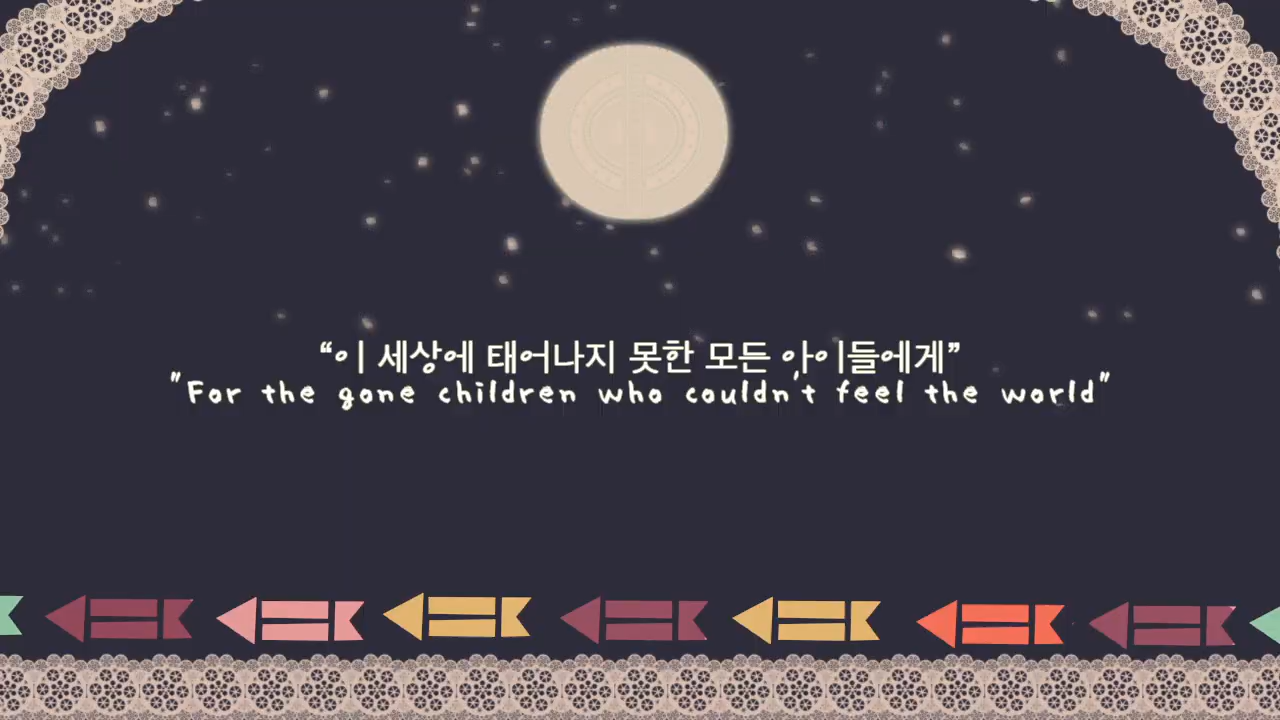 “이 세상에 태어나지 못한 모든 아이들에게”
"For the gone children who couldn't feel the world"